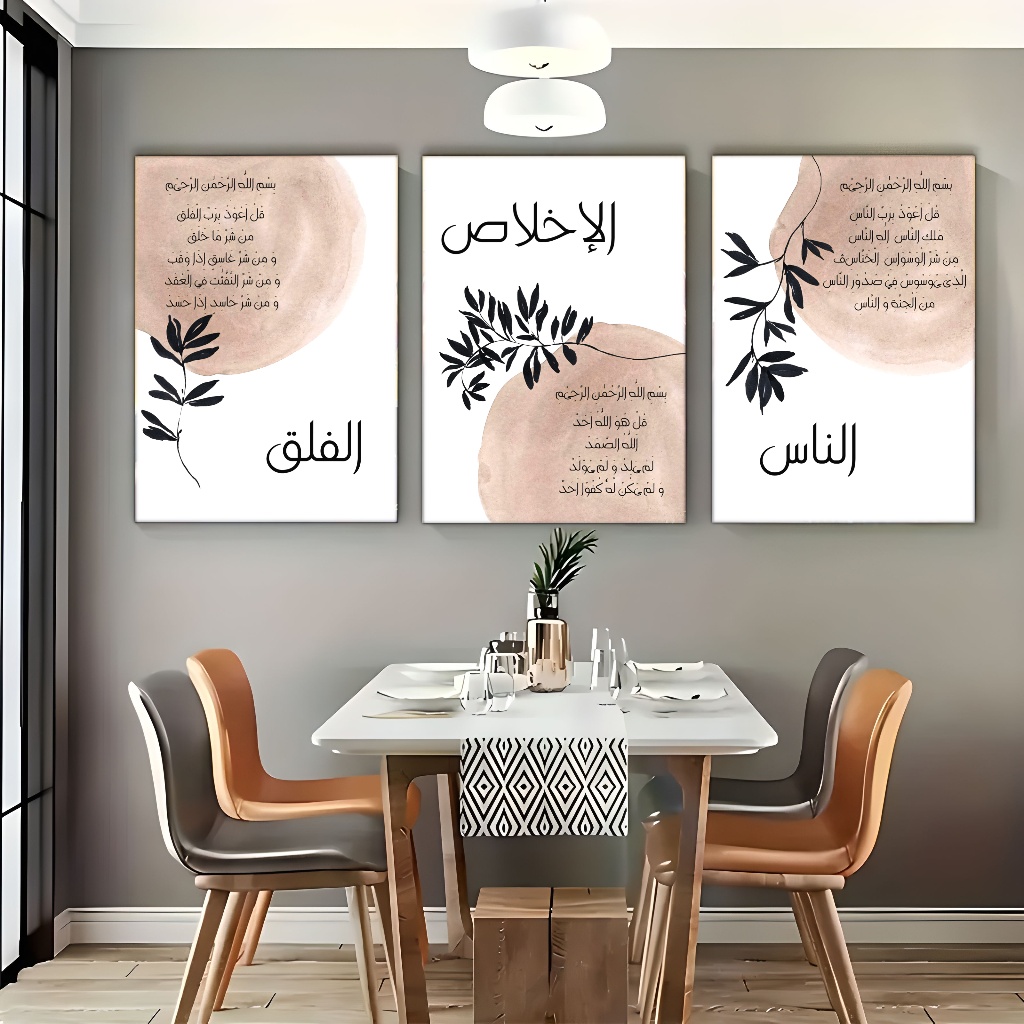 بسم الله الرحمن الرحيم
قل أعوذ برب الفلق
من شر ما خلق
و من شر غاسق إذا وقب
و من شر النفثت في العقد
و من شر حاسد إذا حسد
الفلق
الإخلاص
بسم الله الرحمن الرحيم
قل هو الله احد
الله الصمد
لم يلد و لم يولد
و لم يكن له كفوا احد
بسم الله الرحمن الرحيم
قل أعوذ برب الناس
ملك الناس اله الناس
من شر الوسواس الخناس
الذي يوسوس في صدور الناس
من الجنة و الناس
الناس